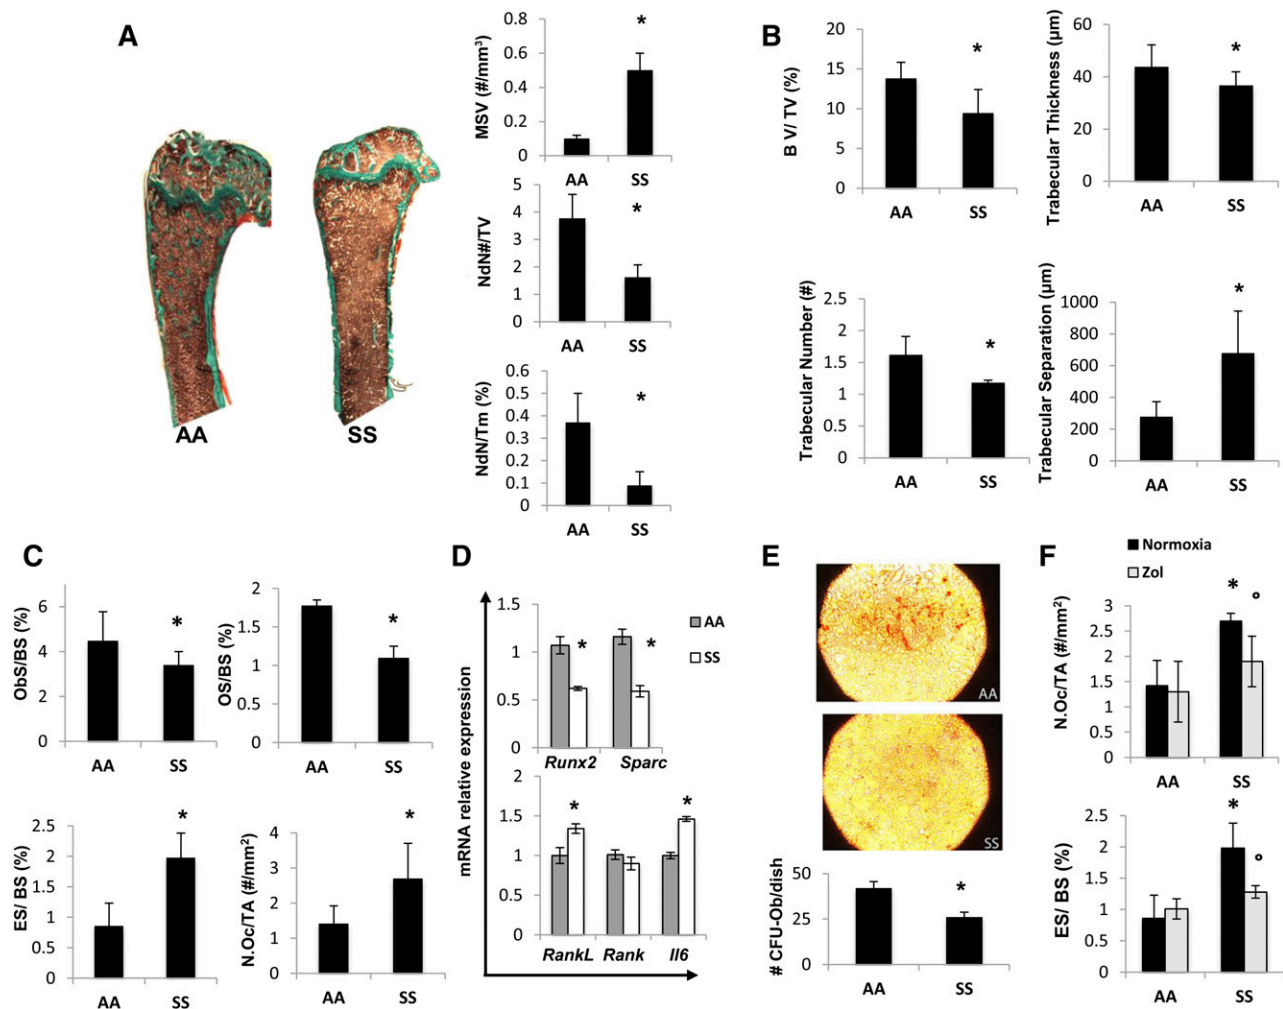 A
MSV (#/mm³)
0.8
0.6
0.4
0.2
0
*
AA SS
NdN#/TV
5
4
3
2
1
0
*
AA SS
NdN/Tm (%)
0.6
0.5
0.4
0.3
0.2
0.1
0
*
AA SS
AA SS
B
B V/ TV (%)
20
15
10
5
0
*
AA SS
Trabecular Thickness (µm)
60
40
20
0
*
AA SS
Trabecular Number (#)
2.5
2
1.5
1
0.5
0
*
AA SS
Trabecular Separation (µm)
1000
800
600
400
200
0
*
AA SS
C
ObS/BS (%)
6
4
2
0
*
AA SS
OS/BS (%)
2
1.5
1
0.5
0
*
AA SS
ES/ BS (%)
2.5
2
1.5
1
0.5
0
*
AA SS
N.Oc/TA (#/mm2)
4
3
2
1
0
*
AA SS
D
mRNA relative expression
1.5
1
0.5
0
* *
AA
SS
Runx2 Sparc
2
1.5
1
0.5
0
* *
RankL Rank Il6
E
AA
SS
# CFU-Ob/dish
50
25
0
*
AA SS
F
Normoxia
Zol
N.Oc/TA (#/mm2)
3
2.5
2
1.5
1
0.5
0
* °
AA SS
ES/ BS (%)
2.5
2
1.5
1
0.5
0
* °
AA SS